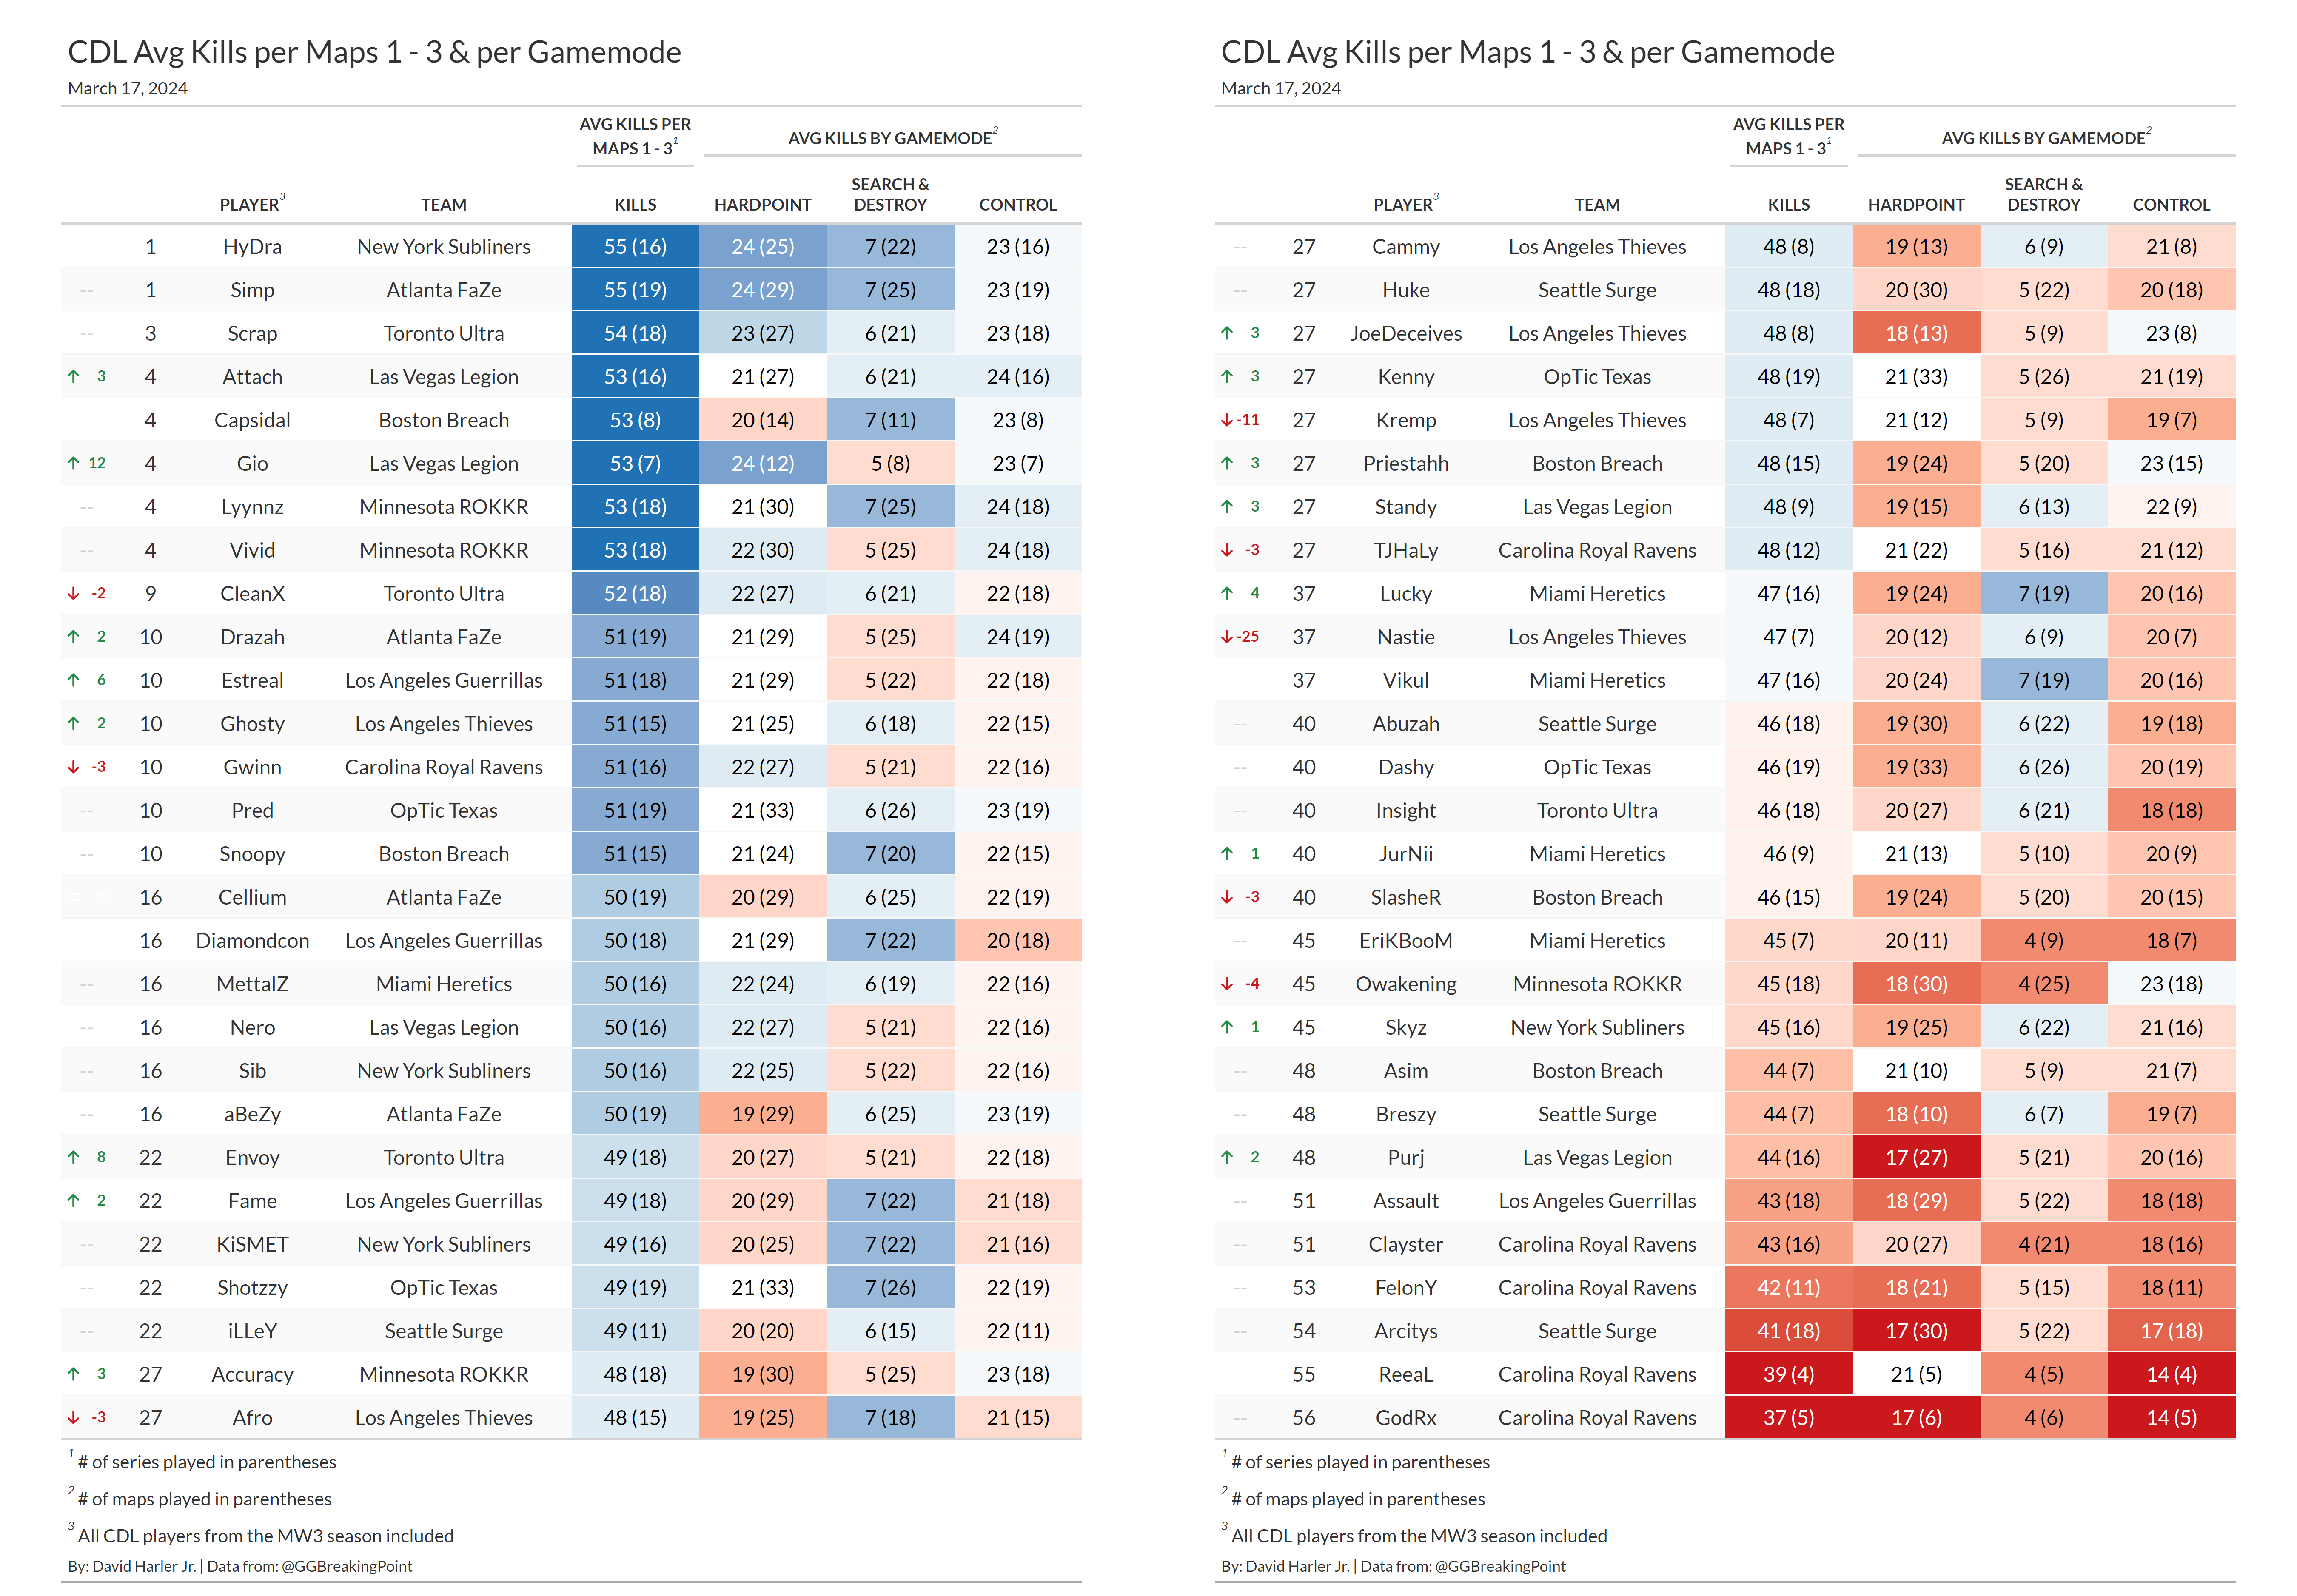 CDL Avg Kills per Maps 1 - 3 & per Gamemode
March 17, 2024
AVG KILLS PER MAPS 1 - 3¹ AVG KILLS BY GAMEMODE²
PLAYER³ TEAM KILLS HARDPOINT SEARCH & DESTROY CONTROL
1 HyDra New York Subliners 55 (16) 24 (25) 7 (22) 23 (16)
-- 1 Simp Atlanta FaZe 55 (19) 24 (29) 7 (25) 23 (19)
-- 3 Scrap Toronto Ultra 54 (18) 23 (27) 6 (21) 23 (18)
↑ 3 4 Attach Las Vegas Legion 53 (16) 21 (27) 6 (21) 24 (16)
4 Capsidal Boston Breach 53 (8) 20 (14) 7 (11) 23 (8)
↑ 12 4 Gio Las Vegas Legion 53 (7) 24 (12) 5 (8) 23 (7)
-- 4 Lyynnz Minnesota ROKKR 53 (18) 21 (30) 7 (25) 24 (18)
-- 4 Vivid Minnesota ROKKR 53 (18) 22 (30) 5 (25) 24 (18)
↓ -2 9 CleanX Toronto Ultra 52 (18) 22 (27) 6 (21) 22 (18)
↑ 2 10 Drazah Atlanta FaZe 51 (19) 21 (29) 5 (25) 24 (19)
↑ 6 10 Estreal Los Angeles Guerrillas 51 (18) 21 (29) 5 (22) 22 (18)
↑ 2 10 Ghosty Los Angeles Thieves 51 (15) 21 (25) 6 (18) 22 (15)
↓ -3 10 Gwinn Carolina Royal Ravens 51 (16) 22 (27) 5 (21) 22 (16)
-- 10 Pred OpTic Texas 51 (19) 21 (33) 6 (26) 23 (19)
-- 10 Snoopy Boston Breach 51 (15) 21 (24) 7 (20) 22 (15)
= 0 16 Cellium Atlanta FaZe 50 (19) 20 (29) 6 (25) 22 (19)
16 Diamondcon Los Angeles Guerrillas 50 (18) 21 (29) 7 (22) 20 (18)
-- 16 MettalZ Miami Heretics 50 (16) 22 (24) 6 (19) 22 (16)
-- 16 Nero Las Vegas Legion 50 (16) 22 (27) 5 (21) 22 (16)
-- 16 Sib New York Subliners 50 (16) 22 (25) 5 (22) 22 (16)
-- 16 aBeZy Atlanta FaZe 50 (19) 19 (29) 6 (25) 23 (19)
↑ 8 22 Envoy Toronto Ultra 49 (18) 20 (27) 5 (21) 22 (18)
↑ 2 22 Fame Los Angeles Guerrillas 49 (18) 20 (29) 7 (22) 21 (18)
-- 22 KiSMET New York Subliners 49 (16) 20 (25) 7 (22) 21 (16)
-- 22 Shotzzy OpTic Texas 49 (19) 21 (33) 7 (26) 22 (19)
-- 22 iLLeY Seattle Surge 49 (11) 20 (20) 6 (15) 22 (11)
↑ 3 27 Accuracy Minnesota ROKKR 48 (18) 19 (30) 5 (25) 23 (18)
↓ -3 27 Afro Los Angeles Thieves 48 (15) 19 (25) 7 (18) 21 (15)
¹ # of series played in parentheses
² # of maps played in parentheses
³ All CDL players from the MW3 season included
By: David Harler Jr. | Data from: @GGBreakingPoint
CDL Avg Kills per Maps 1 - 3 & per Gamemode
March 17, 2024
AVG KILLS PER MAPS 1 - 3¹ AVG KILLS BY GAMEMODE²
PLAYER³ TEAM KILLS HARDPOINT SEARCH & DESTROY CONTROL
-- 27 Cammy Los Angeles Thieves 48 (8) 19 (13) 6 (9) 21 (8)
-- 27 Huke Seattle Surge 48 (18) 20 (30) 5 (22) 20 (18)
↑ 3 27 JoeDeceives Los Angeles Thieves 48 (8) 18 (13) 5 (9) 23 (8)
↑ 3 27 Kenny OpTic Texas 48 (19) 21 (33) 5 (26) 21 (19)
↓ -11 27 Kremp Los Angeles Thieves 48 (7) 21 (12) 5 (9) 19 (7)
↑ 3 27 Priestahh Boston Breach 48 (15) 19 (24) 5 (20) 23 (15)
↑ 3 27 Standy Las Vegas Legion 48 (9) 19 (15) 6 (13) 22 (9)
↓ -3 27 TJHaLy Carolina Royal Ravens 48 (12) 21 (22) 5 (16) 21 (12)
↑ 4 37 Lucky Miami Heretics 47 (16) 19 (24) 7 (19) 20 (16)
↓ -25 37 Nastie Los Angeles Thieves 47 (7) 20 (12) 6 (9) 20 (7)
37 Vikul Miami Heretics 47 (16) 20 (24) 7 (19) 20 (16)
-- 40 Abuzah Seattle Surge 46 (18) 19 (30) 6 (22) 19 (18)
-- 40 Dashy OpTic Texas 46 (19) 19 (33) 6 (26) 20 (19)
-- 40 Insight Toronto Ultra 46 (18) 20 (27) 6 (21) 18 (18)
↑ 1 40 JurNii Miami Heretics 46 (9) 21 (13) 5 (10) 20 (9)
↓ -3 40 SlasheR Boston Breach 46 (15) 19 (24) 5 (20) 20 (15)
-- 45 EriKBooM Miami Heretics 45 (7) 20 (11) 4 (9) 18 (7)
↓ -4 45 Owakening Minnesota ROKKR 45 (18) 18 (30) 4 (25) 23 (18)
↑ 1 45 Skyz New York Subliners 45 (16) 19 (25) 6 (22) 21 (16)
-- 48 Asim Boston Breach 44 (7) 21 (10) 5 (9) 21 (7)
-- 48 Breszy Seattle Surge 44 (7) 18 (10) 6 (7) 19 (7)
↑ 2 48 Purj Las Vegas Legion 44 (16) 17 (27) 5 (21) 20 (16)
-- 51 Assault Los Angeles Guerrillas 43 (18) 18 (29) 5 (22) 18 (18)
-- 51 Clayster Carolina Royal Ravens 43 (16) 20 (27) 4 (21) 18 (16)
-- 53 FelonY Carolina Royal Ravens 42 (11) 18 (21) 5 (15) 18 (11)
-- 54 Arcitys Seattle Surge 41 (18) 17 (30) 5 (22) 17 (18)
55 ReeaL Carolina Royal Ravens 39 (4) 21 (5) 4 (5) 14 (4)
-- 56 GodRx Carolina Royal Ravens 37 (5) 17 (6) 4 (6) 14 (5)
¹ # of series played in parentheses
² # of maps played in parentheses
³ All CDL players from the MW3 season included
By: David Harler Jr. | Data from: @GGBreakingPoint